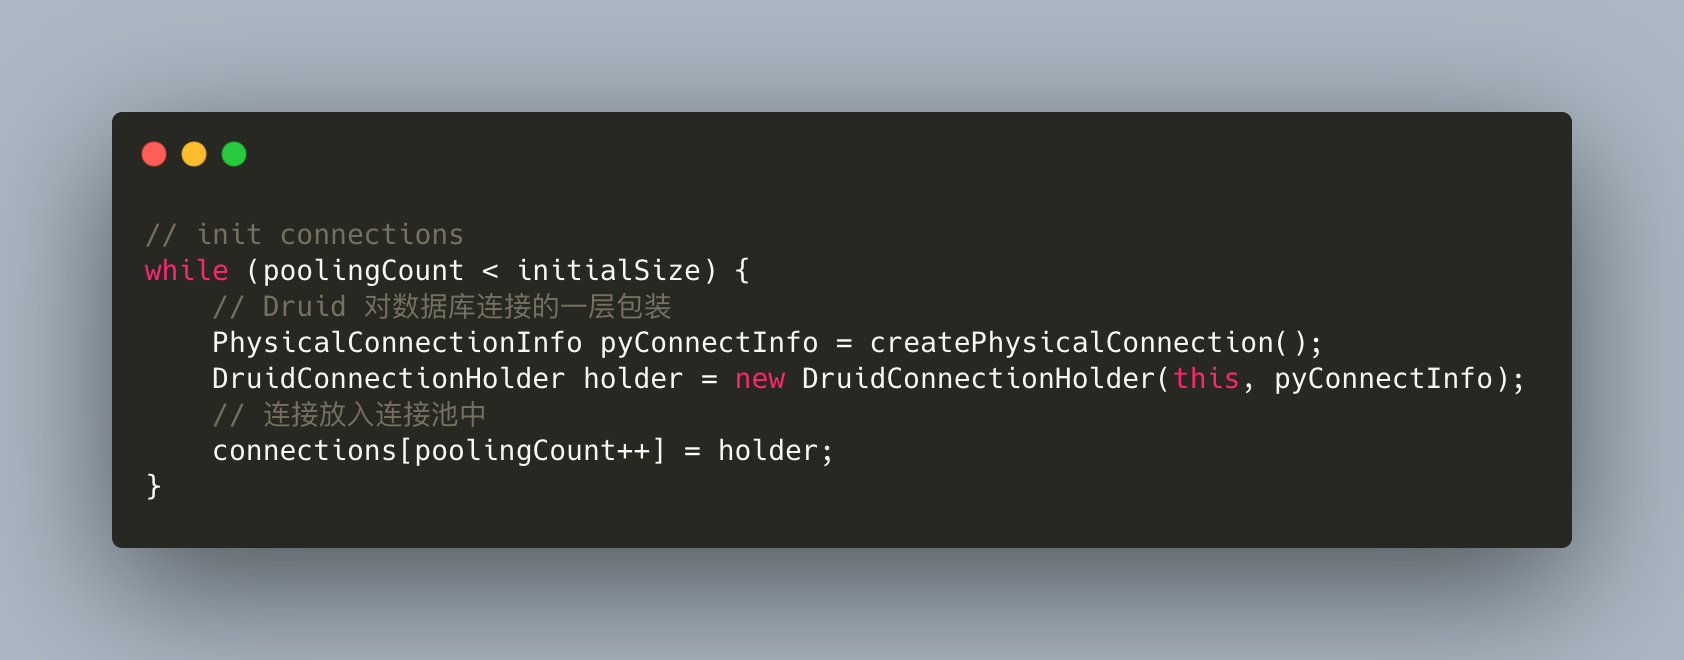 // init connections
while (poolingCount < initialSize) {
    // Druid 对数据库连接的一层包装
    PhysicalConnectionInfo pyConnectInfo = createPhysicalConnection();
    DruidConnectionHolder holder = new DruidConnectionHolder(this, pyConnectInfo);
    // 连接放入连接池中
    connections[poolingCount++] = holder;
}